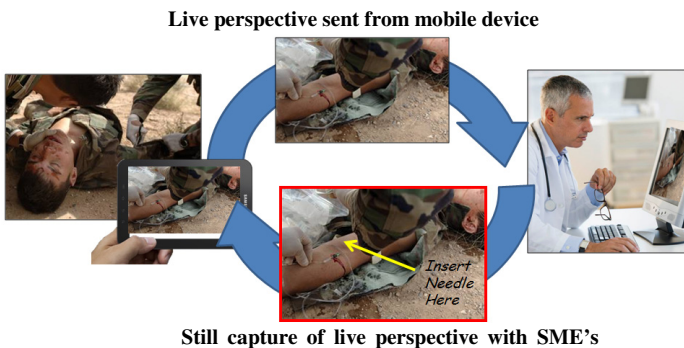 Live perspective sent from mobile device
Insert
Needle
Here
Still capture of live perspective with SME's